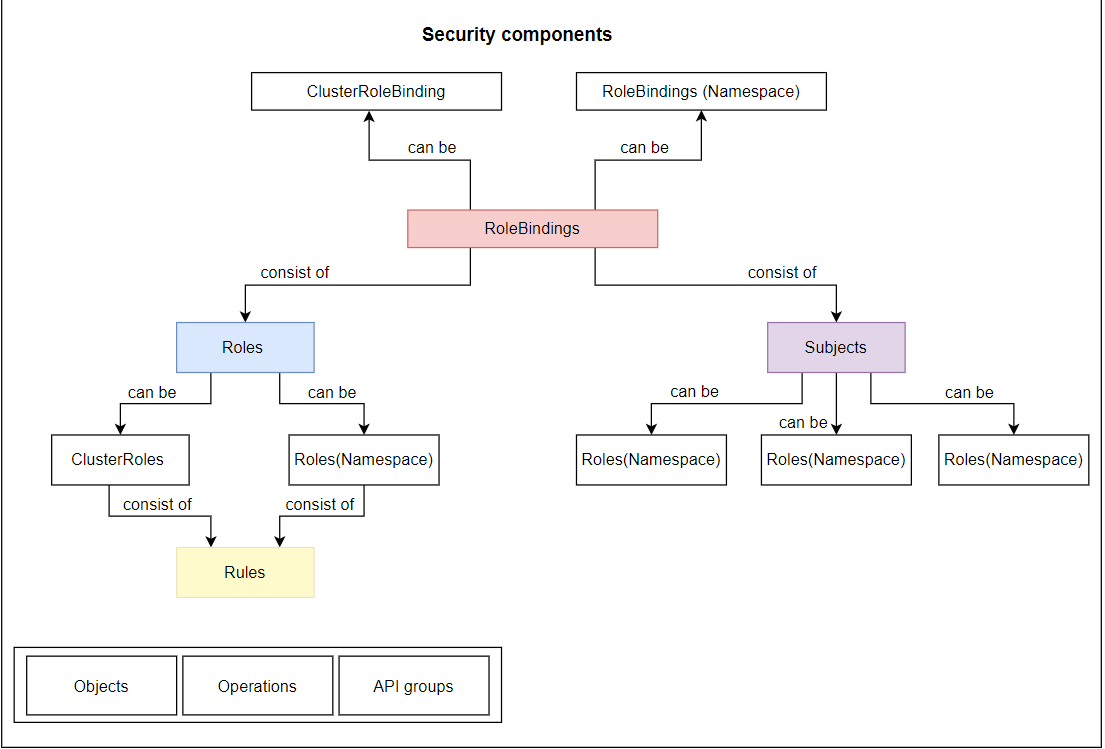 Security components
ClusterRoleBinding
RoleBindings (Namespace)
can be
can be
RoleBindings
consist of
consist of
Roles
Subjects
can be
can be
can be
can be
can be
ClusterRoles
Roles(Namespace)
Roles(Namespace)
Roles(Namespace)
Roles(Namespace)
consist of
consist of
Rules
Objects
Operations
API groups